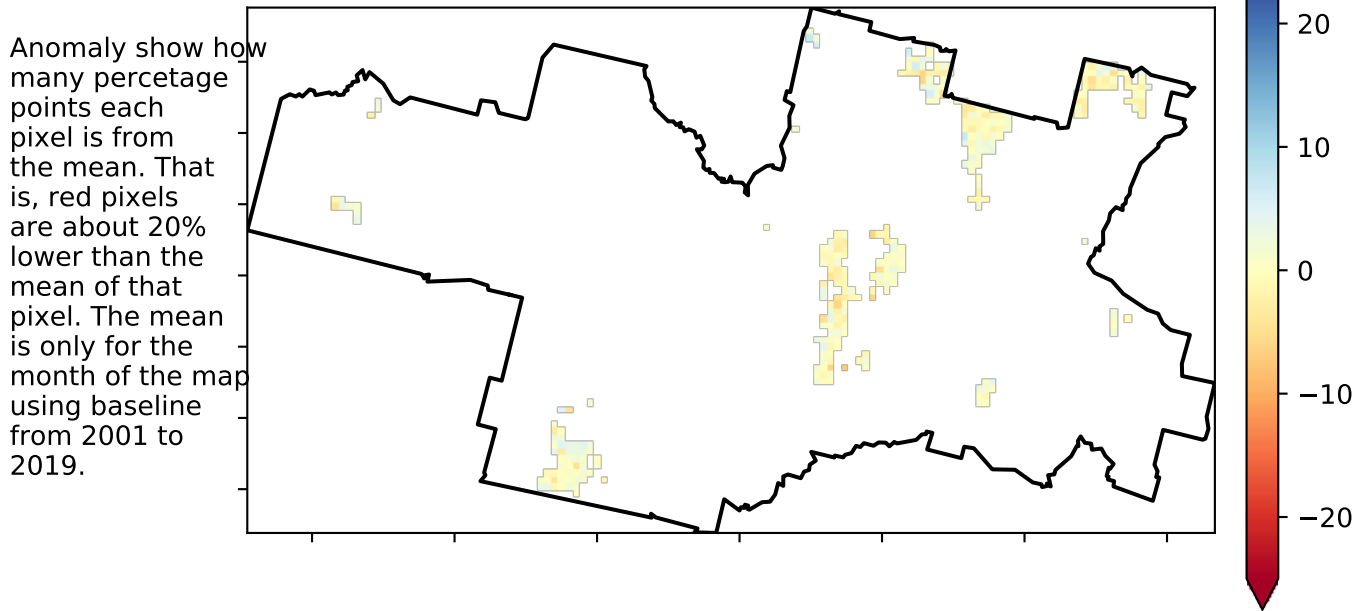 Anomaly show how
many percetage
points each
pixel is from
the mean. That
is, red pixels
are about 20%
lower than the
mean of that
pixel. The mean
is only for the
month of the map
using baseline
from 2001 to
2019.
20
10
0
−10
−20